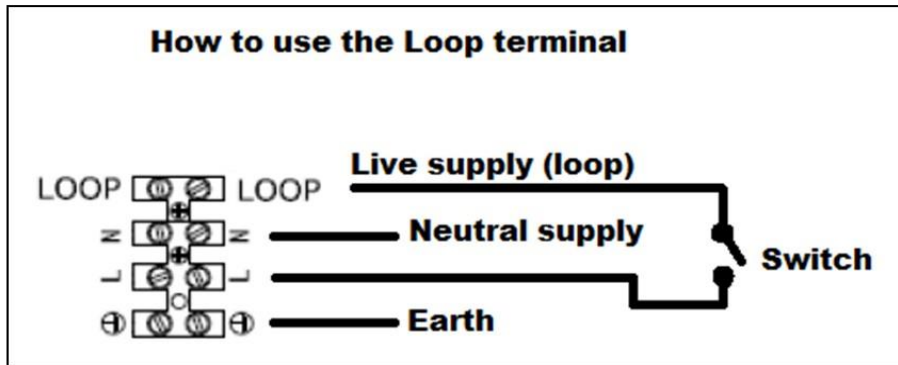 How to use the Loop terminal
Live supply (loop)
LOOP LOOP
N N Neutral supply
Switch
L L
Earth